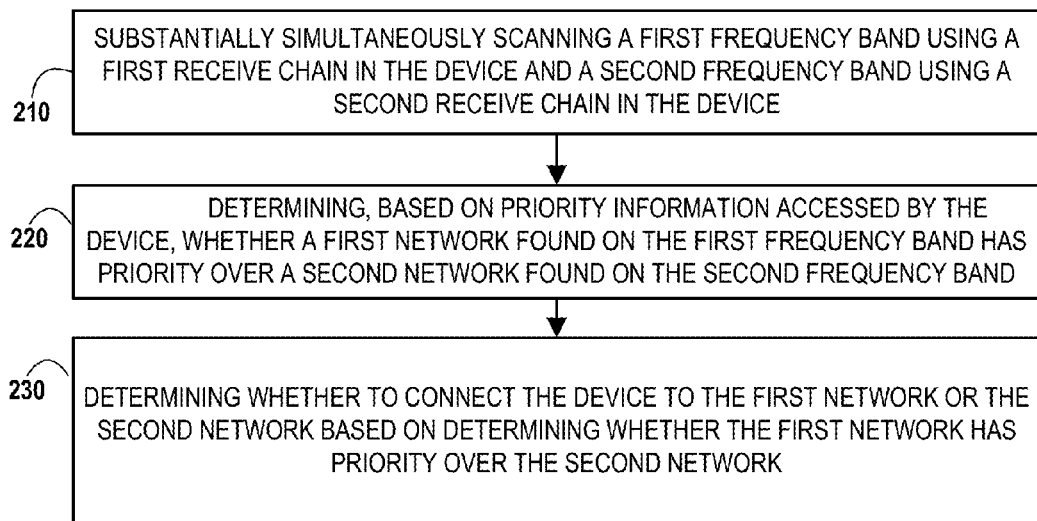 SUBSTANTIALLY SIMULTANEOUSLY SCANNING A FIRST FREQUENCY BAND USING A
FIRST RECEIVE CHAIN IN THE DEVICE AND A SECOND FREQUENCY BAND USING A
SECOND RECEIVE CHAIN IN THE DEVICE
210
DETERMINING, BASED ON PRIORITY INFORMATION ACCESSED BY THE
DEVICE, WHETHER A FIRST NETWORK FOUND ON THE FIRST FREQUENCY BAND HAS
PRIORITY OVER A SECOND NETWORK FOUND ON THE SECOND FREQUENCY BAND
220
DETERMINING WHETHER TO CONNECT THE DEVICE TO THE FIRST NETWORK OR THE
SECOND NETWORK BASED ON DETERMINING WHETHER THE FIRST NETWORK HAS
PRIORITY OVER THE SECOND NETWORK
230